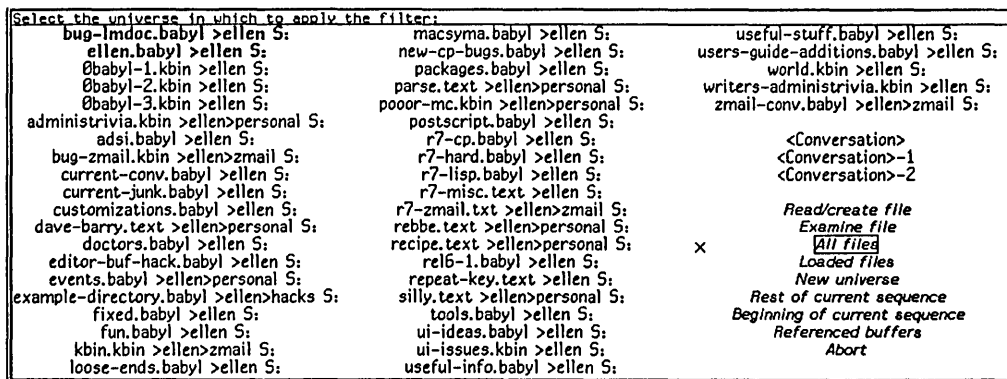 Select the universe in which to apply the filter:
bug-lmdoc.babyl >ellen S:
ellen.babyl >ellen S:
0babyl-1.kbin >ellen S:
0babyl-2.kbin >ellen S:
0babyl-3.kbin >ellen S:
administrivia.kbin >ellen>personal S:
adsi.babyl >ellen S:
bug-zmail.kbin >ellen>zmail S:
current-conv.babyl >ellen S:
current-junk.babyl >ellen S:
customizations.babyl >ellen S:
dave-barry.text >ellen>personal S:
doctors.babyl >ellen S:
editor-buf-hack.babyl >ellen S:
events.babyl >ellen>personal S:
example-directory.babyl >ellen>hacks S:
fixed.babyl >ellen S:
fun.babyl >ellen S:
kbin.kbin >ellen>zmail S:
loose-ends.babyl >ellen S:
macsyma.babyl >ellen S:
new-cp-bugs.babyl >ellen S:
packages.babyl >ellen S:
parse.text >ellen>personal S:
pooor-mc.kbin >ellen>personal S:
postscript.babyl >ellen S:
r7-cp.babyl >ellen S:
r7-hard.babyl >ellen S:
r7-lisp.babyl >ellen S:
r7-misc.text >ellen S:
r7-zmail.txt >ellen>zmail S:
rebbe.text >ellen>personal S:
recipe.text >ellen>personal S:
rel6-1.babyl >ellen S:
repeat-key.text >ellen S:
silly.text >ellen>personal S:
tools.babyl >ellen S:
ui-ideas.babyl >ellen S:
ui-issues.kbin >ellen S:
useful-info.babyl >ellen S:
useful-stuff.babyl >ellen S:
users-guide-additions.babyl >ellen S:
world.kbin >ellen S:
writers-administrivia.kbin >ellen S:
zmail-conv.babyl >ellen>zmail S:
<Conversation>
<Conversation>-1
<Conversation>-2
Read/create file
Examine file
× All files
Loaded files
New universe
Rest of current sequence
Beginning of current sequence
Referenced buffers
Abort